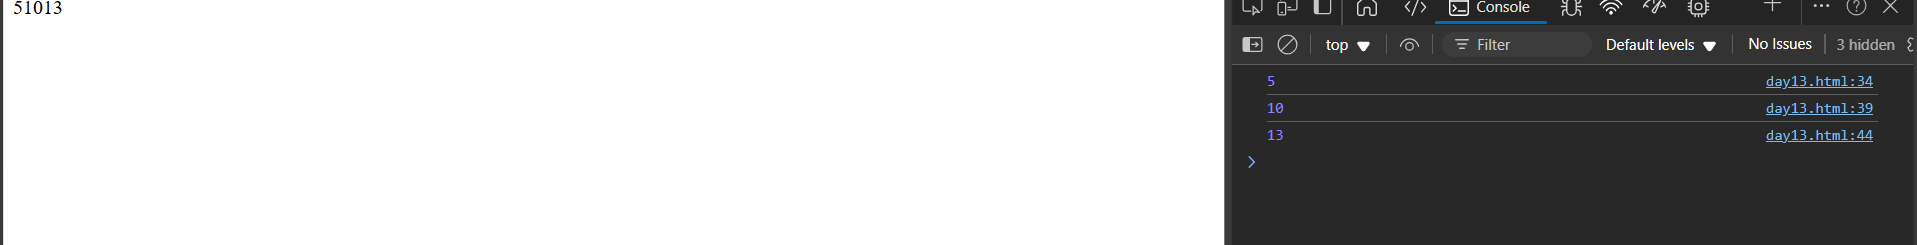 51013
Console
top Filter Default levels No Issues 3 hidden
5 day13.html:34
10 day13.html:39
13 day13.html:44